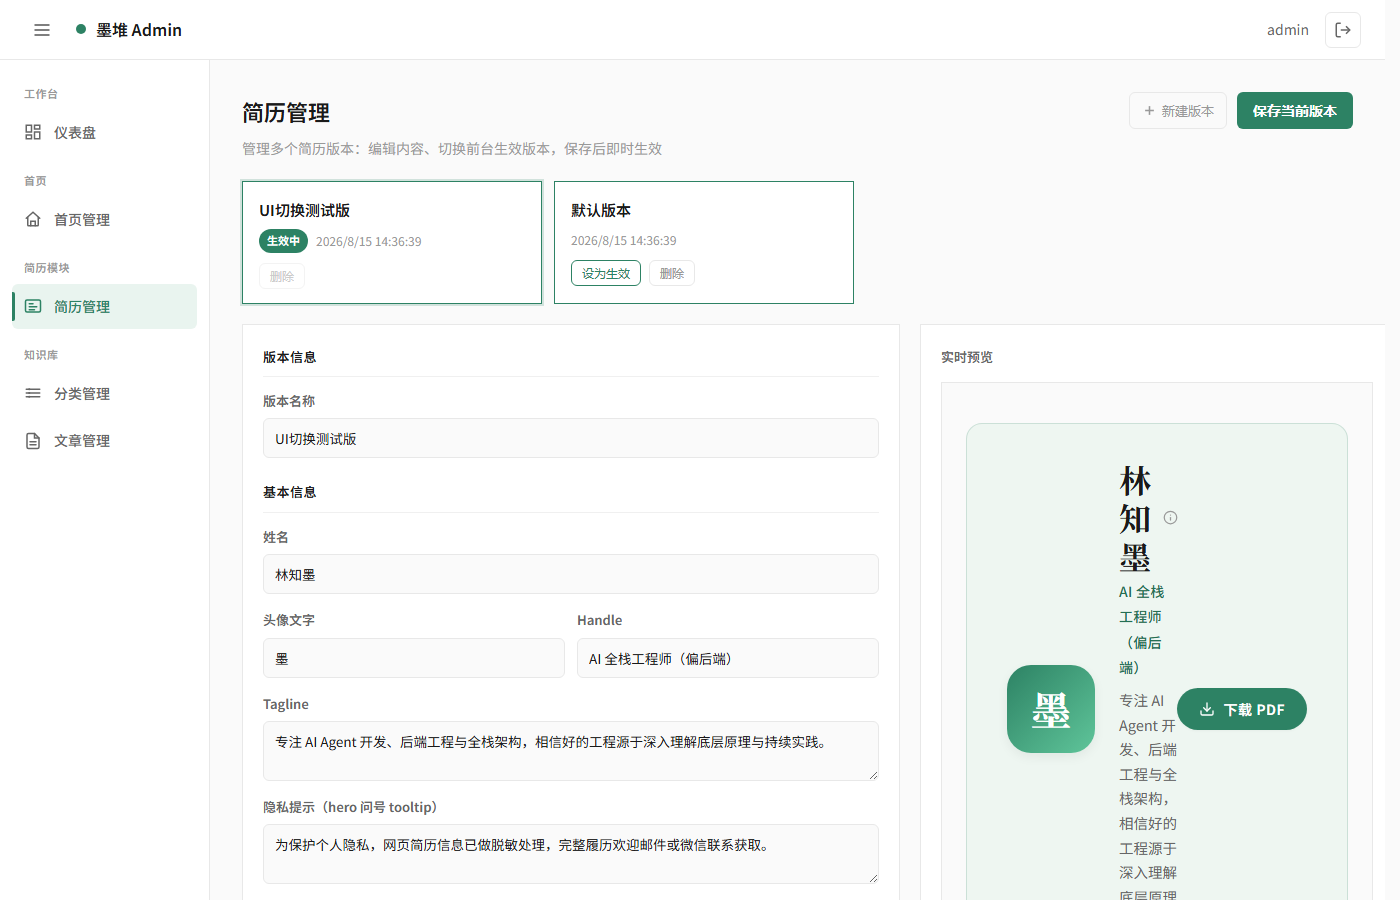 墨堆 Admin
admin
工作台
仪表盘
首页
首页管理
简历模块
简历管理
知识库
分类管理
文章管理
简历管理
新建版本
保存当前版本
管理多个简历版本：编辑内容、切换前台生效版本，保存后即时生效
UI切换测试版
生效中 2026/8/15 14:36:39
删除
默认版本
2026/8/15 14:36:39
设为生效 删除
版本信息
版本名称
UI切换测试版
基本信息
姓名
林知墨
头像文字
Handle
墨
AI 全栈工程师（偏后端）
Tagline
专注 AI Agent 开发、后端工程与全栈架构，相信好的工程源于深入理解底层原理与持续实践。
隐私提示（hero 问号 tooltip）
为保护个人隐私，网页简历信息已做脱敏处理，完整履历欢迎邮件或微信联系获取。
实时预览
墨
林
知
墨
AI 全栈
工程师
（偏后
端）
专注 AI
Agent 开
发、后端
工程与全
栈架构，
相信好的
工程源于
深入理解
底层原理
下载 PDF